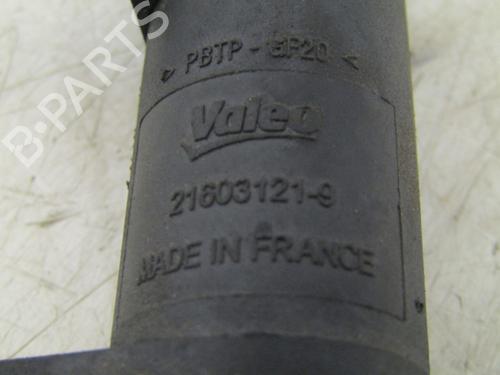 > PBTP - GF20 <
Valeo
21603121-9
MADE IN FRANCE
B-PARTS